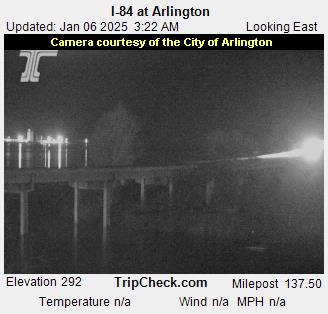 I-84 at Arlington
Updated: Jan 06 2025 3:22 AM Looking East
Camera courtesy of the City of Arlington
Elevation 292 TripCheck.com Milepost 137.50
Temperature n/a Wind n/a MPH n/a